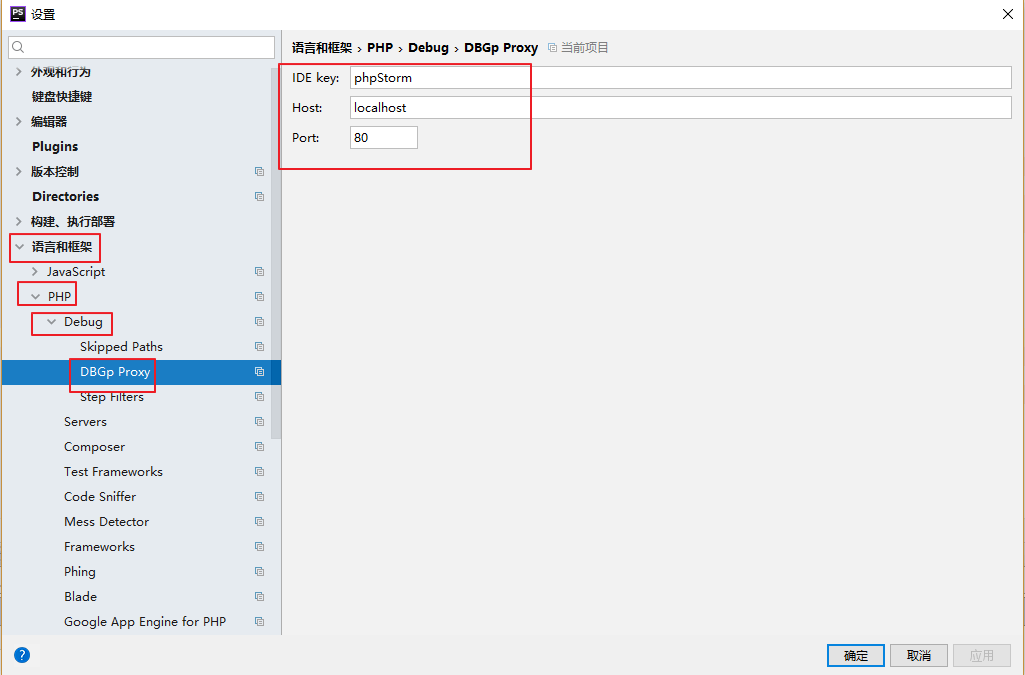 PS 设置
语言和框架 › PHP › Debug › DBGp Proxy 当前项目
外观和行为
键盘快捷键
编辑器
Plugins
版本控制
Directories
构建、执行部署
语言和框架
JavaScript
PHP
Debug
Skipped Paths
DBGp Proxy
Step Filters
Servers
Composer
Test Frameworks
Code Sniffer
Mess Detector
Frameworks
Phing
Blade
Google App Engine for PHP
IDE key: phpStorm
Host: localhost
Port: 80
? 确定 取消 应用